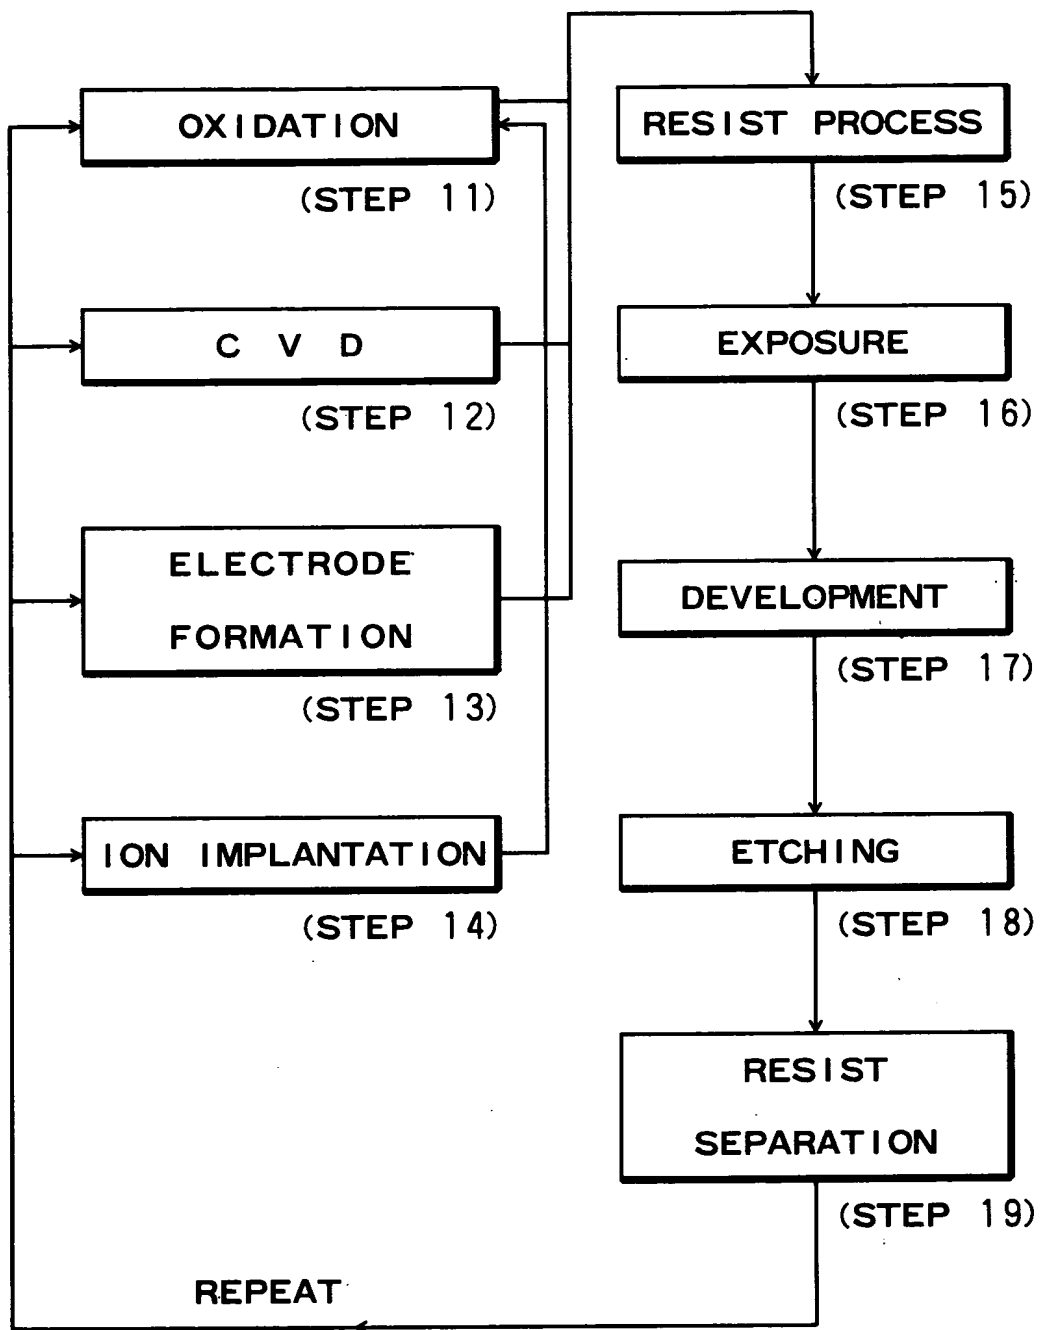 OXIDATION
(STEP 11)
CVD
(STEP 12)
ELECTRODE
FORMATION
(STEP 13)
ION IMPLANTATION
(STEP 14)
RESIST PROCESS
(STEP 15)
EXPOSURE
(STEP 16)
DEVELOPMENT
(STEP 17)
ETCHING
(STEP 18)
RESIST
SEPARATION
(STEP 19)
REPEAT